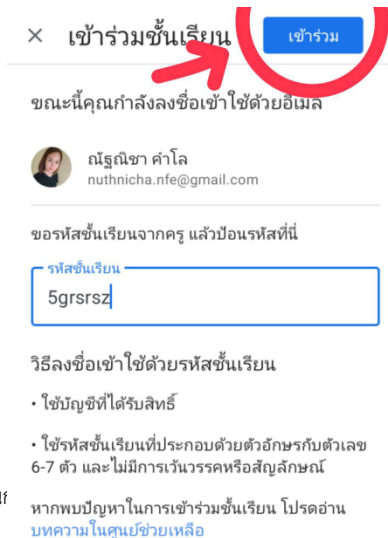 × เข้าร่วมชั้นเรียน เข้าร่วม
ขณะนี้คุณกำลังลงชื่อเข้าใช้ด้วยอีเมล
ณัฐณิชา คำโล
nuthnicha.nfe@gmail.com
ขอรหัสชั้นเรียนจากครู แล้วป้อนรหัสที่นี่
รหัสชั้นเรียน
5grsrsz
วิธีลงชื่อเข้าใช้ด้วยรหัสชั้นเรียน
• ใช้บัญชีที่ได้รับสิทธิ์
• ใช้รหัสชั้นเรียนที่ประกอบด้วยตัวอักษรกับตัวเลข
6-7 ตัว และไม่มีการเว้นวรรคหรือสัญลักษณ์
หากพบปัญหาในการเข้าร่วมชั้นเรียน โปรดอ่าน
บทความในศูนย์ช่วยเหลือ